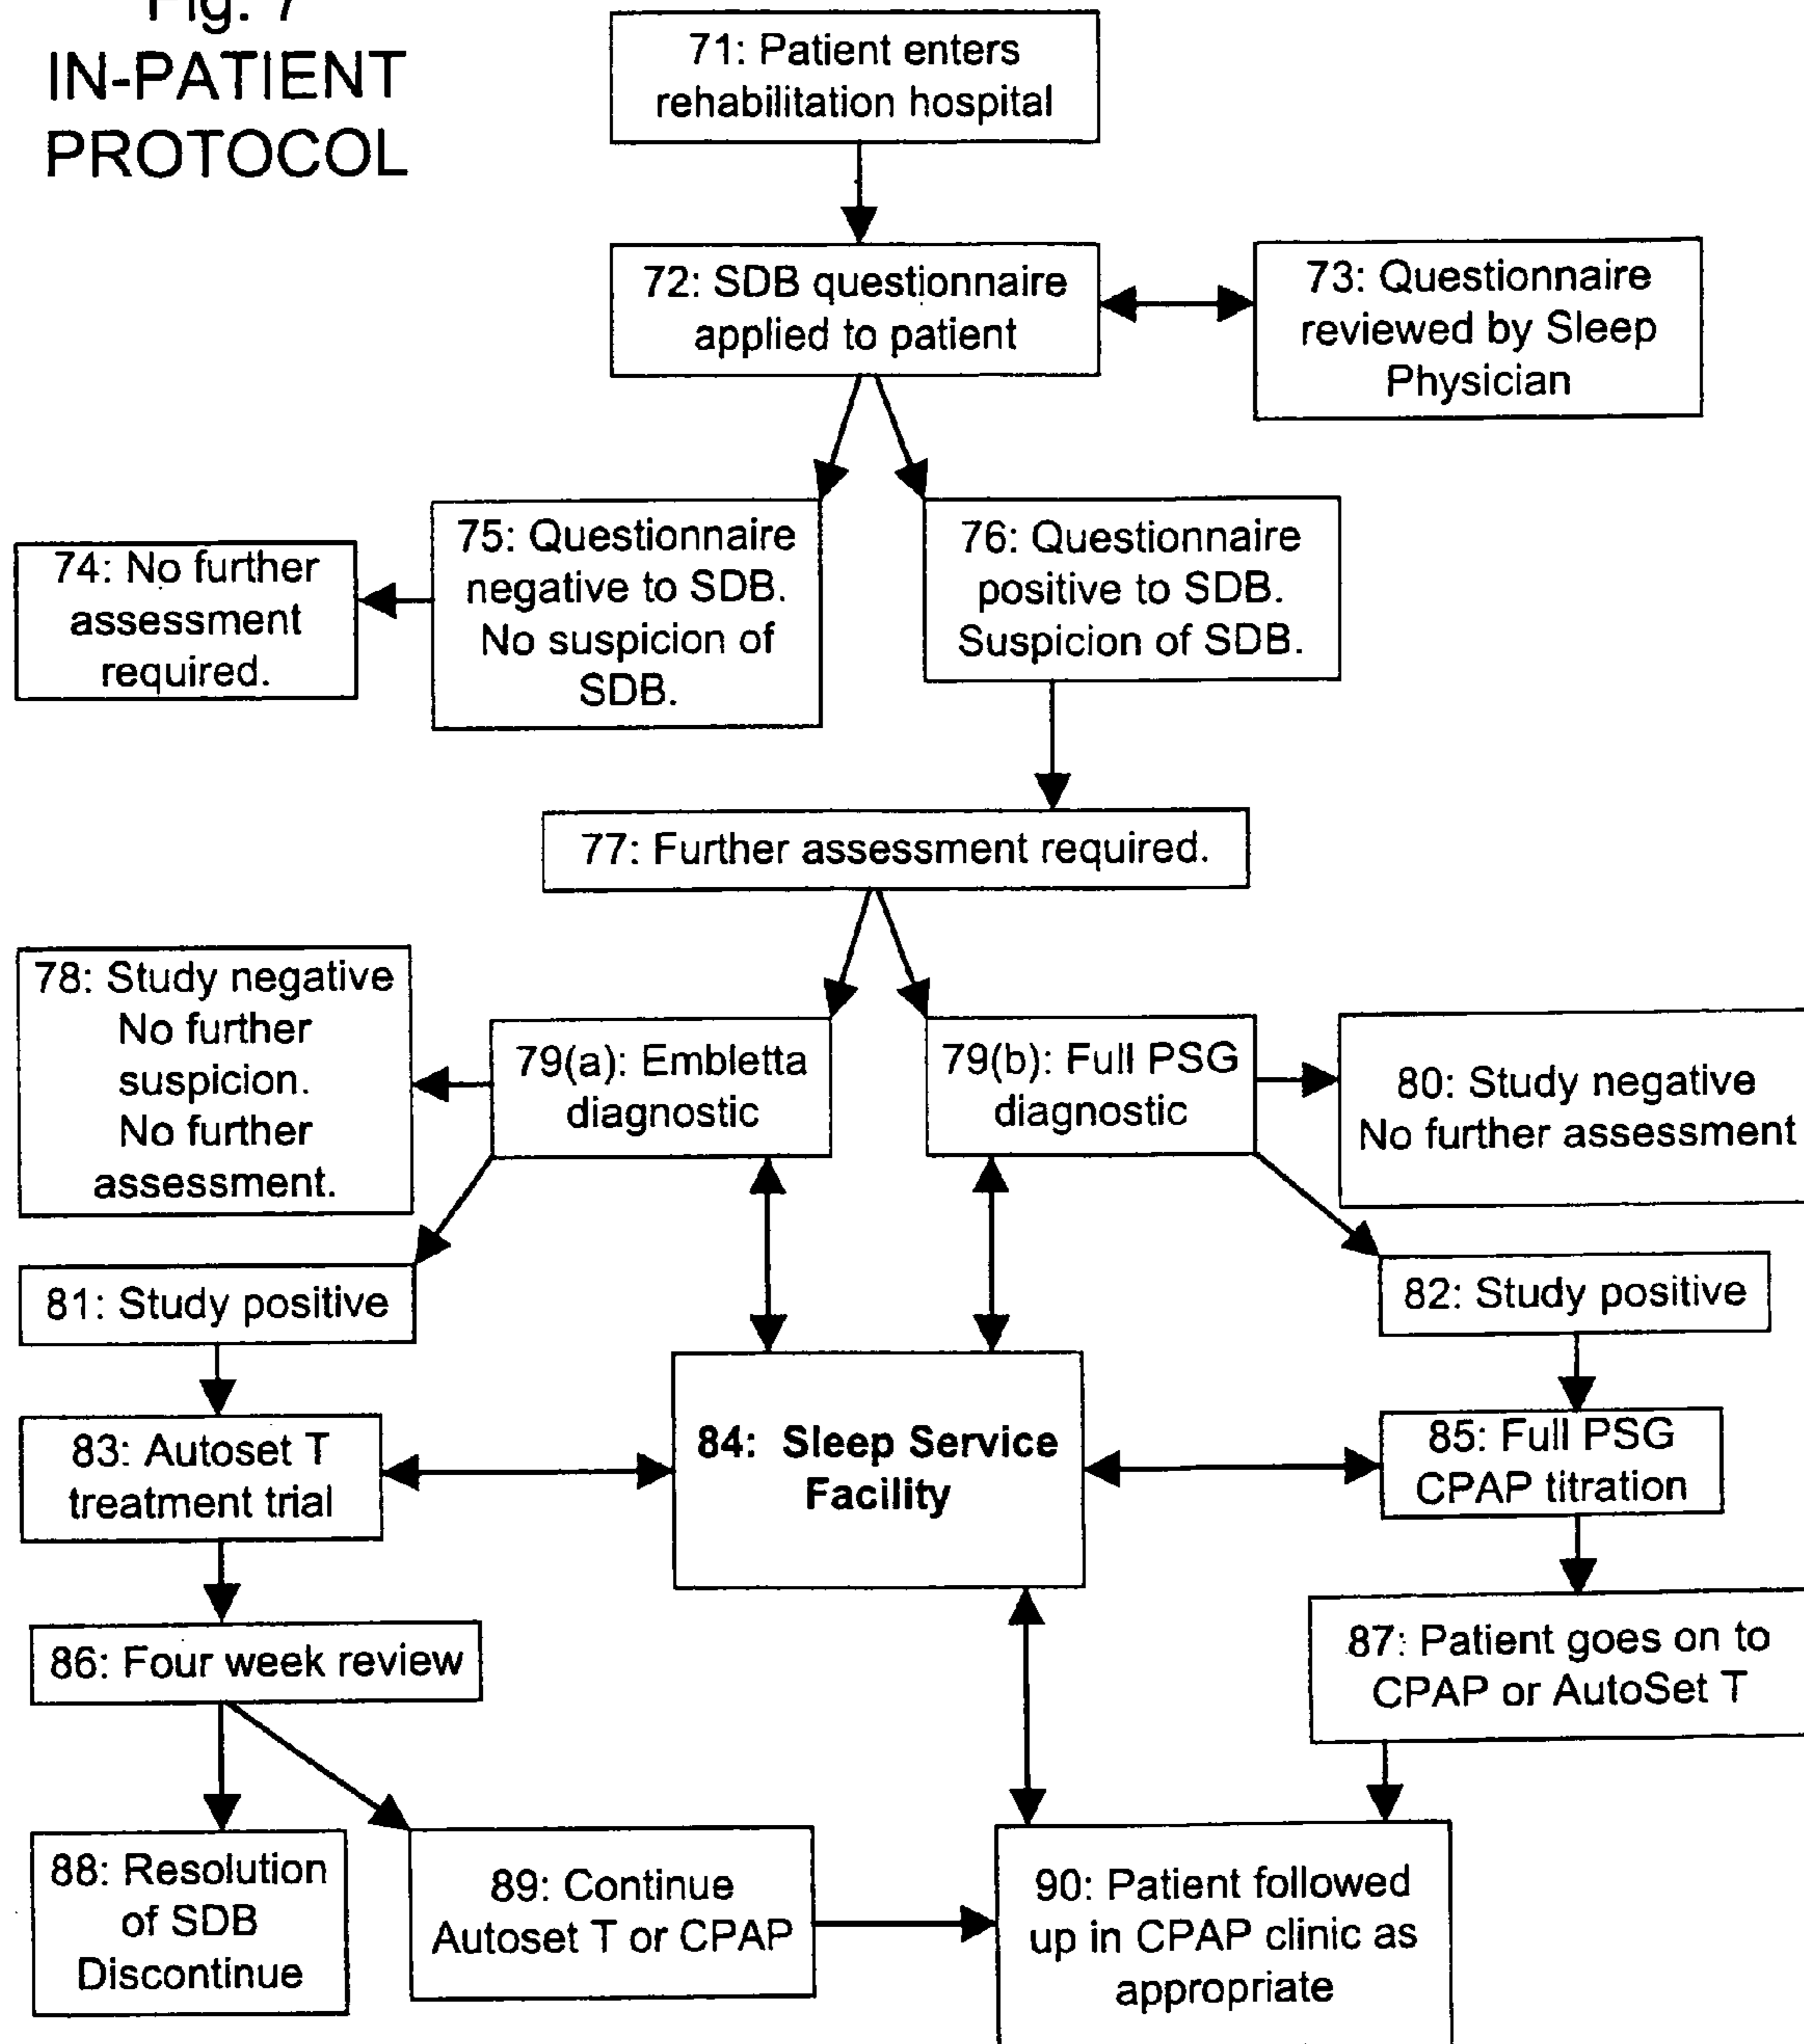 Fig. 7
IN-PATIENT
PROTOCOL
71: Patient enters
rehabilitation hospital
72: SDB questionnaire
applied to patient
73: Questionnaire
reviewed by Sleep
Physician
74: No further
assessment
required.
75: Questionnaire
negative to SDB.
No suspicion of
SDB.
76: Questionnaire
positive to SDB.
Suspicion of SDB.
77: Further assessment required.
78: Study negative
No further
suspicion.
No further
assessment.
79(a): Embletta
diagnostic
79(b): Full PSG
diagnostic
80: Study negative
No further assessment
81: Study positive
82: Study positive
83: Autoset T
treatment trial
84: Sleep Service
Facility
85: Full PSG
CPAP titration
86: Four week review
87: Patient goes on to
CPAP or AutoSet T
88: Resolution
of SDB
Discontinue
89: Continue
Autoset T or CPAP
90: Patient followed
up in CPAP clinic as
appropriate